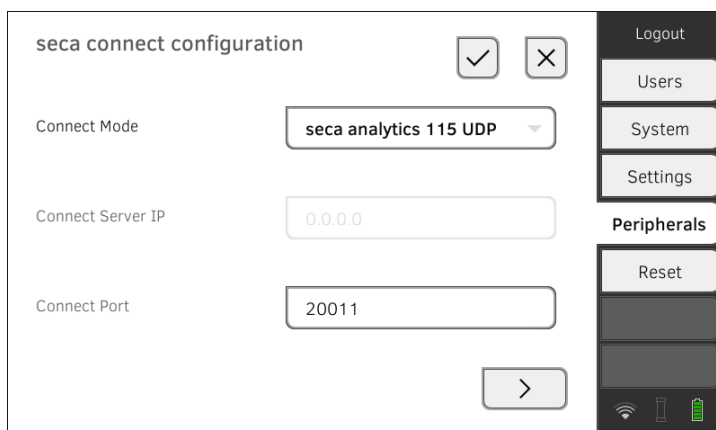 seca connect configuration
Connect Mode
seca analytics 115 UDP
Connect Server IP
0.0.0.0
Connect Port
20011
Logout
Users
System
Settings
Peripherals
Reset